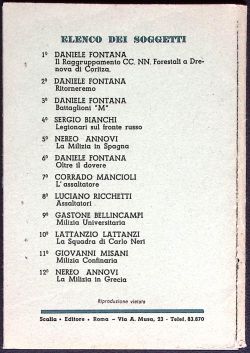 ELENCO DEI SOGGETTI
1° DANIELE FONTANA
Il Raggruppamento CC. NN. Forestali a Dre-
nova di Coritza.
2° DANIELE FONTANA
Ritorneremo
3° DANIELE FONTANA
Battaglioni "M"
4° SERGIO BIANCHI
Legionari sul fronte russo
5° NEREO ANNOVI
La Milizia in Spagna
6° DANIELE FONTANA
Oltre il dovere
7° CORRADO MANCIOLI
L'assaltatore
8° LUCIANO RICCHETTI
Assaltatori
9° GASTONE BELLINCAMPI
Milizia Universitaria
10° LATTANZIO LATTANZI
La Squadra di Carlo Neri
11° GIOVANNI MISANI
Milizia Confinaria
12° NEREO ANNOVI
La Milizia in Grecia
Riproduzione vietata
Scalia - Editore - Roma - Via A. Musa, 23 - Telef. 83.670